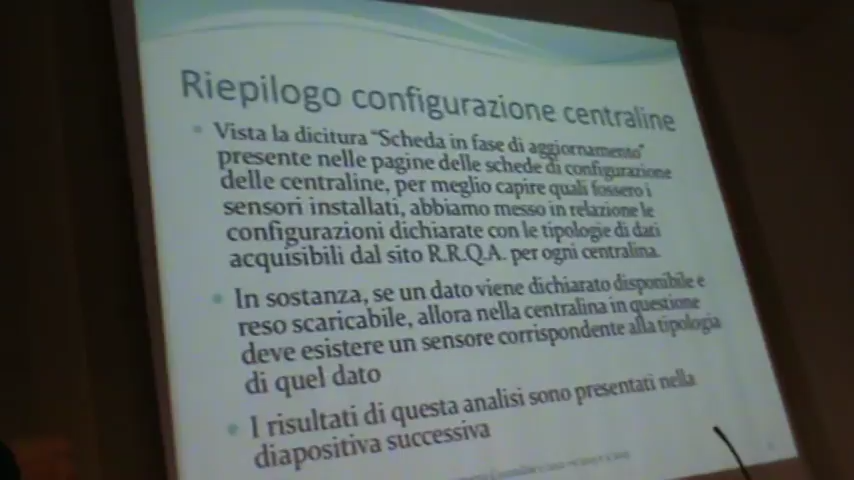 Riepilogo configurazione centraline
Vista la dicitura "Scheda in fase di aggiornamento"
presente nelle pagine delle schede di configurazione
delle centraline, per meglio capire quali fossero i
sensori installati, abbiamo messo in relazione le
configurazioni dichiarate con le tipologie di dati
acquisibili dal sito R.R.Q.A. per ogni centralina.
In sostanza, se un dato viene dichiarato disponibile e
reso scaricabile, allora nella centralina in questione
deve esistere un sensore corrispondente alla tipologia
di quel dato
I risultati di questa analisi sono presentati nella
diapositiva successiva